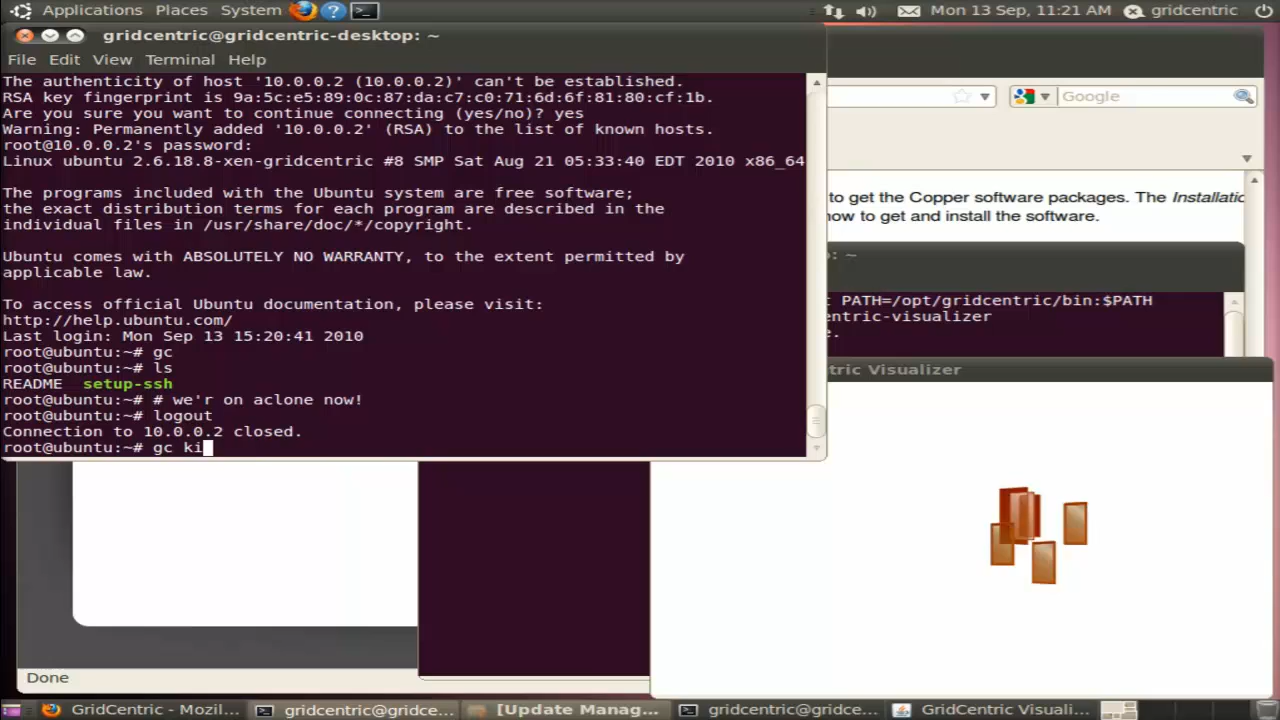 Applications Places System ? Mon 13 Sep, 11:21 AM gridcentric
gridcentric@gridcentric-desktop: ~
File Edit View Terminal Help
The authenticity of host '10.0.0.2 (10.0.0.2)' can't be established.
RSA key fingerprint is 9a:5c:e5:89:0c:87:da:c7:c0:71:6d:6f:81:80:cf:1b.
Are you sure you want to continue connecting (yes/no)? yes
Warning: Permanently added '10.0.0.2' (RSA) to the list of known hosts.
root@10.0.0.2's password:
Linux ubuntu 2.6.18.8-xen-gridcentric #8 SMP Sat Aug 21 05:33:40 EDT 2010 x86_64
The programs included with the Ubuntu system are free software;
the exact distribution terms for each program are described in the
individual files in /usr/share/doc/*/copyright.
Ubuntu comes with ABSOLUTELY NO WARRANTY, to the extent permitted by
applicable law.
To access official Ubuntu documentation, please visit:
http://help.ubuntu.com/
Last login: Mon Sep 13 15:20:41 2010
root@ubuntu:~# gc
root@ubuntu:~# ls
README setup-ssh
root@ubuntu:~# # we'r on aclone now!
root@ubuntu:~# logout
Connection to 10.0.0.2 closed.
root@ubuntu:~# gc ki
Google
to get the Copper software packages. The Installatio
how to get and install the software.
: ~
t PATH=/opt/gridcentric/bin:$PATH
entric-visualizer
e.
tric Visualizer
Done
GridCentric - Mozil... gridcentric@gridce... [Update Manag... gridcentric@gridce... GridCentric Visuali...